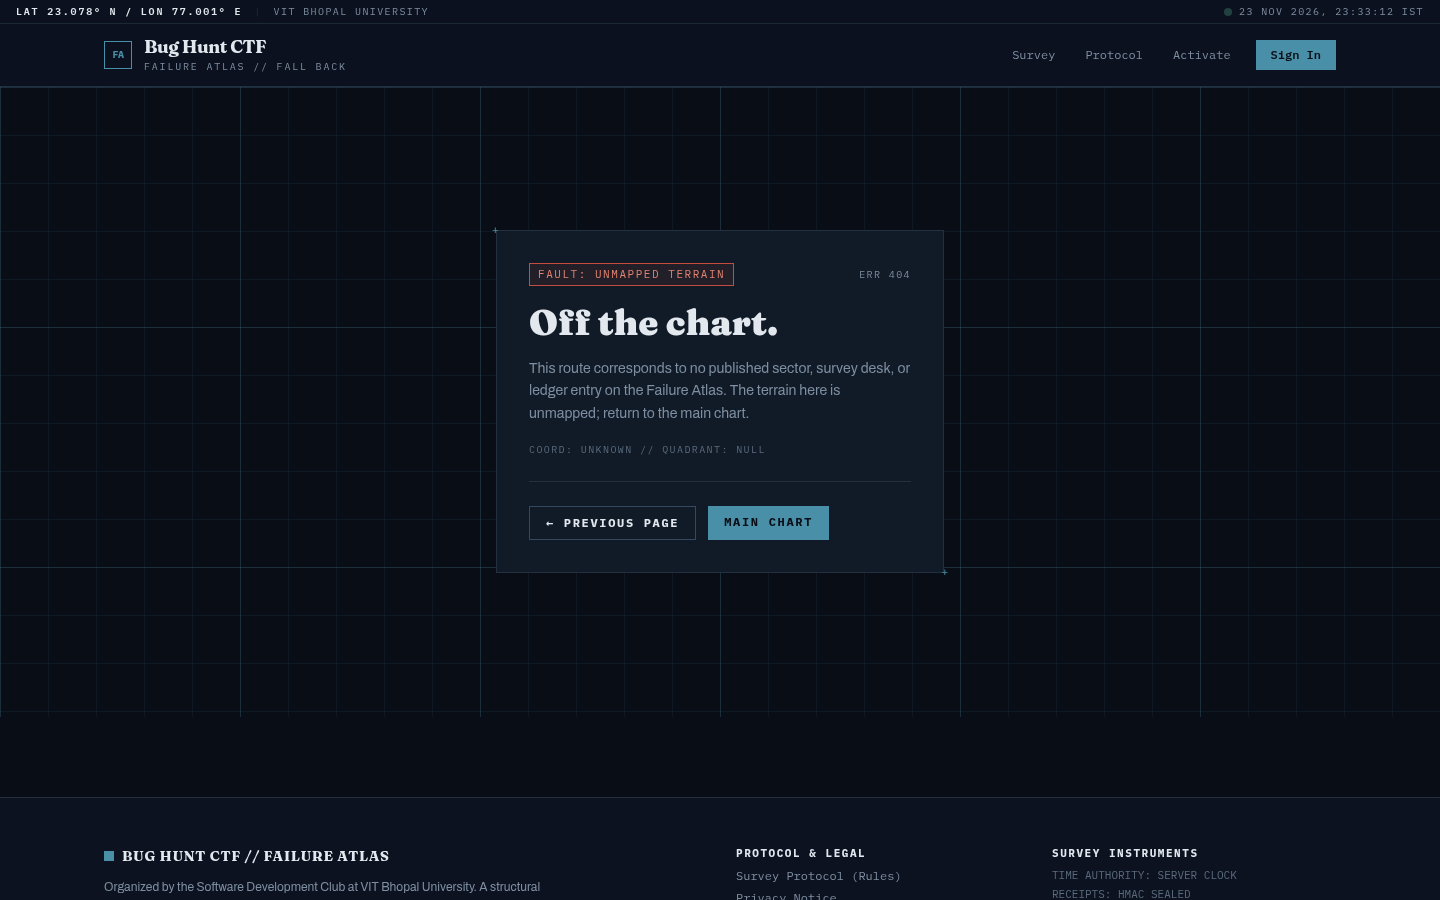 LAT 23.078° N / LON 77.001° E | VIT BHOPAL UNIVERSITY
23 NOV 2026, 23:33:12 IST
FA
Bug Hunt CTF
FAILURE ATLAS // FALL BACK
Survey Protocol Activate Sign In
FAULT: UNMAPPED TERRAIN
ERR 404
Off the chart.
This route corresponds to no published sector, survey desk, or
ledger entry on the Failure Atlas. The terrain here is
unmapped; return to the main chart.
COORD: UNKNOWN // QUADRANT: NULL
← PREVIOUS PAGE
MAIN CHART
BUG HUNT CTF // FAILURE ATLAS
Organized by the Software Development Club at VIT Bhopal University. A structural
PROTOCOL & LEGAL
Survey Protocol (Rules)
Privacy Notice
SURVEY INSTRUMENTS
TIME AUTHORITY: SERVER CLOCK
RECEIPTS: HMAC SEALED